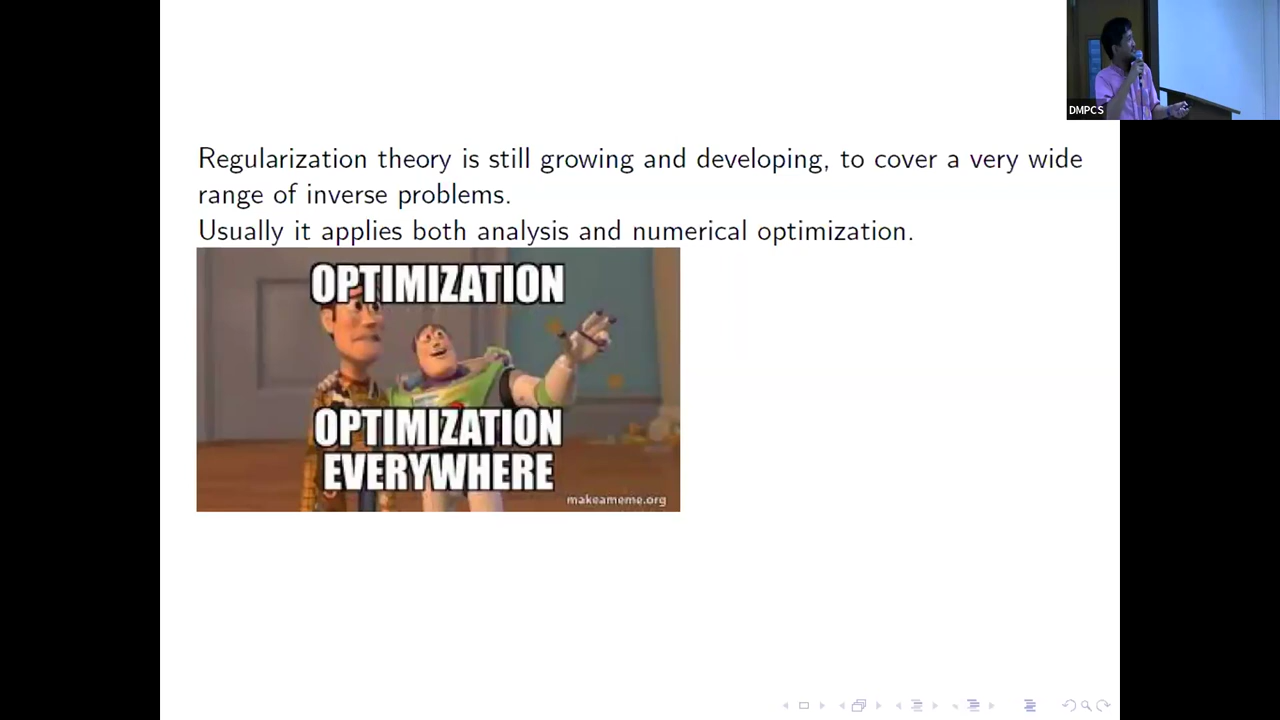 DMPCS
Regularization theory is still growing and developing, to cover a very wide
range of inverse problems.
Usually it applies both analysis and numerical optimization.
OPTIMIZATION
OPTIMIZATION
EVERYWHERE
makeameme.org